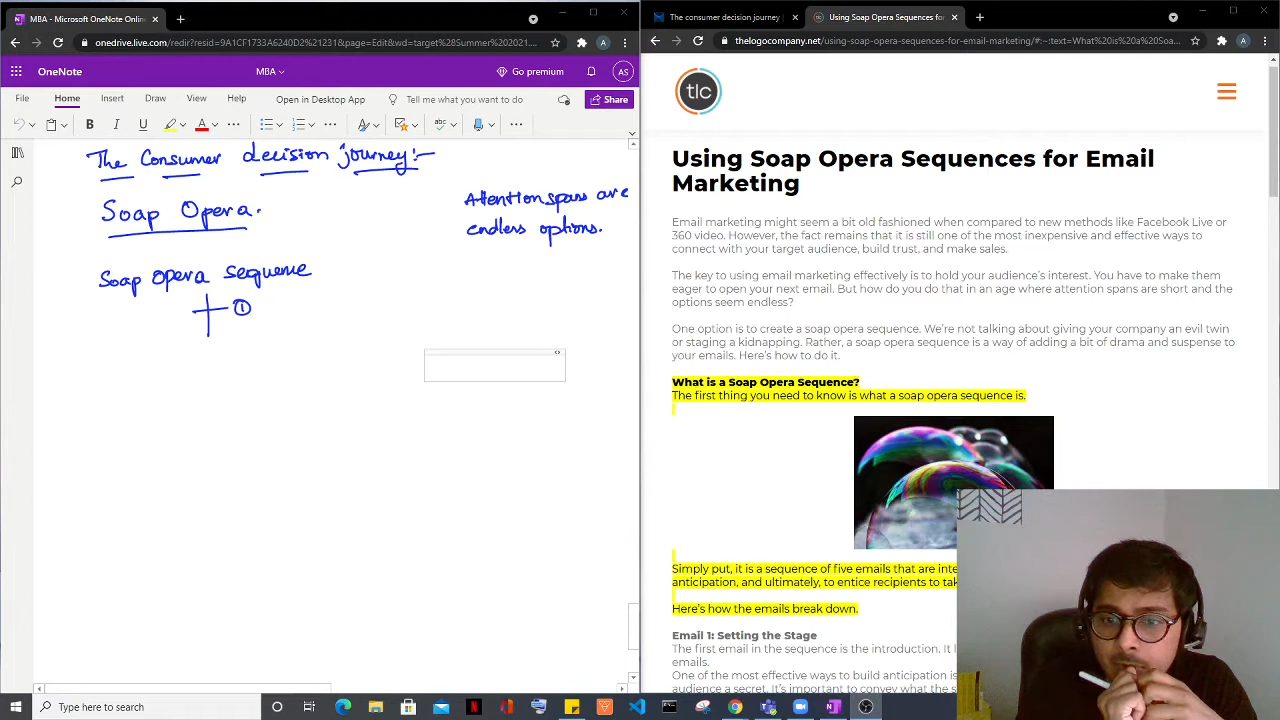 MBA - Microsoft OneNote Online
onedrive.live.com/redir?resid=9A1CF1733A6240D2%21231&page=Edit&wd=target%28Summer%202021...
OneNote
MBA
Go premium
AS
File Home Insert Draw View Help Open in Desktop App Tell me what you want to do Share
The Consumer decision journey:-
Soap Opera.
Attention spans are
endless options.
Soap Opera sequence
①
The consumer decision journey
Using Soap Opera Sequences for
thelogocompany.net/using-soap-opera-sequences-for-email-marketing/#:~:text=What%20is%20a%20Soa...
tlc
Using Soap Opera Sequences for Email
Marketing
Email marketing might seem a bit old fashioned when compared to new methods like Facebook Live or
360 video. However, the fact remains that it is still one of the most inexpensive and effective ways to
connect with your target audience, build trust, and make sales.
The key to using email marketing effectively is to hold your audience's interest. You have to make them
eager to open your next email. But how do you do that in an age where attention spans are short and the
options seem endless?
One option is to create a soap opera sequence. We're not talking about giving your company an evil twin
or staging a kidnapping. Rather, a soap opera sequence is a way of adding a bit of drama and suspense to
your emails. Here's how to do it.
What is a Soap Opera Sequence?
The first thing you need to know is what a soap opera sequence is.
Simply put, it is a sequence of five emails that are
anticipation, and ultimately, to entice recipients to
Here's how the emails break down.
Email 1: Setting the Stage
The first email in the sequence is the introduction. It
emails.
One of the most effective ways to build anticipation is
audience a secret. It's important to convey what the
Type here to search